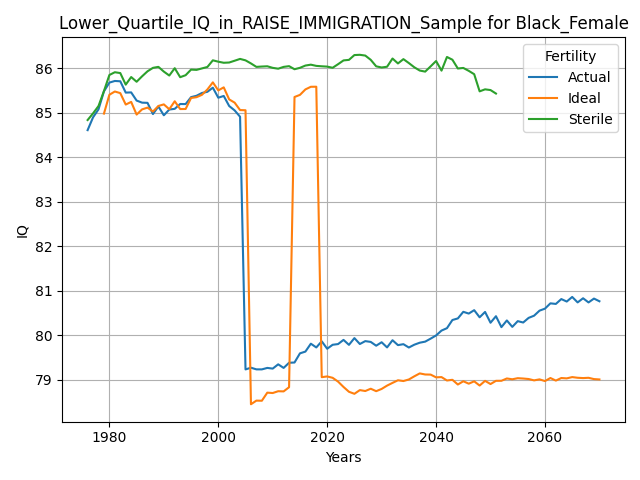 Lower_Quartile_IQ_in_RAISE_IMMIGRATION_Sample for Black_Female
Fertility
Actual
Ideal
Sterile
IQ
86
85
84
83
82
81
80
79
1980
2000
2020
2040
2060
Years